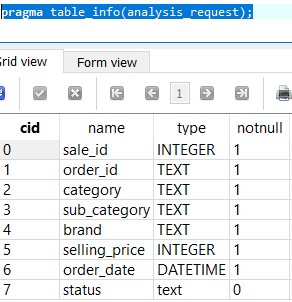 pragma table_info(analysis_request);
Grid view Form view
1
cid name type notnull
0 sale_id INTEGER 1
1 order_id TEXT 1
2 category TEXT 1
3 sub_category TEXT 1
4 brand TEXT 1
5 selling_price INTEGER 1
6 order_date DATETIME 1
7 status text 0